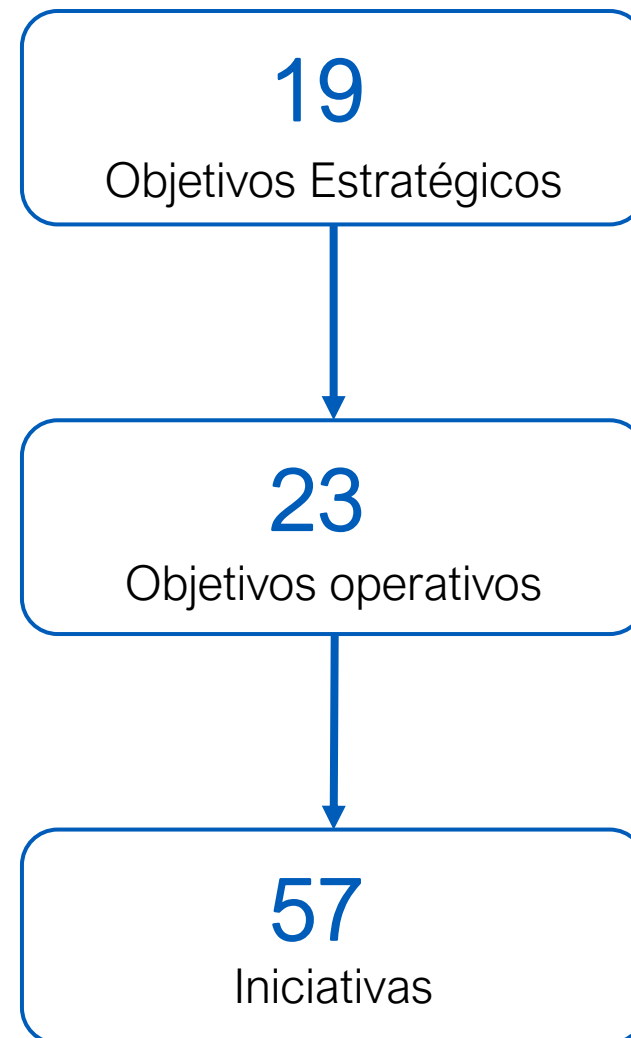 19
Objetivos Estratégicos
23
Objetivos operativos
57
Iniciativas